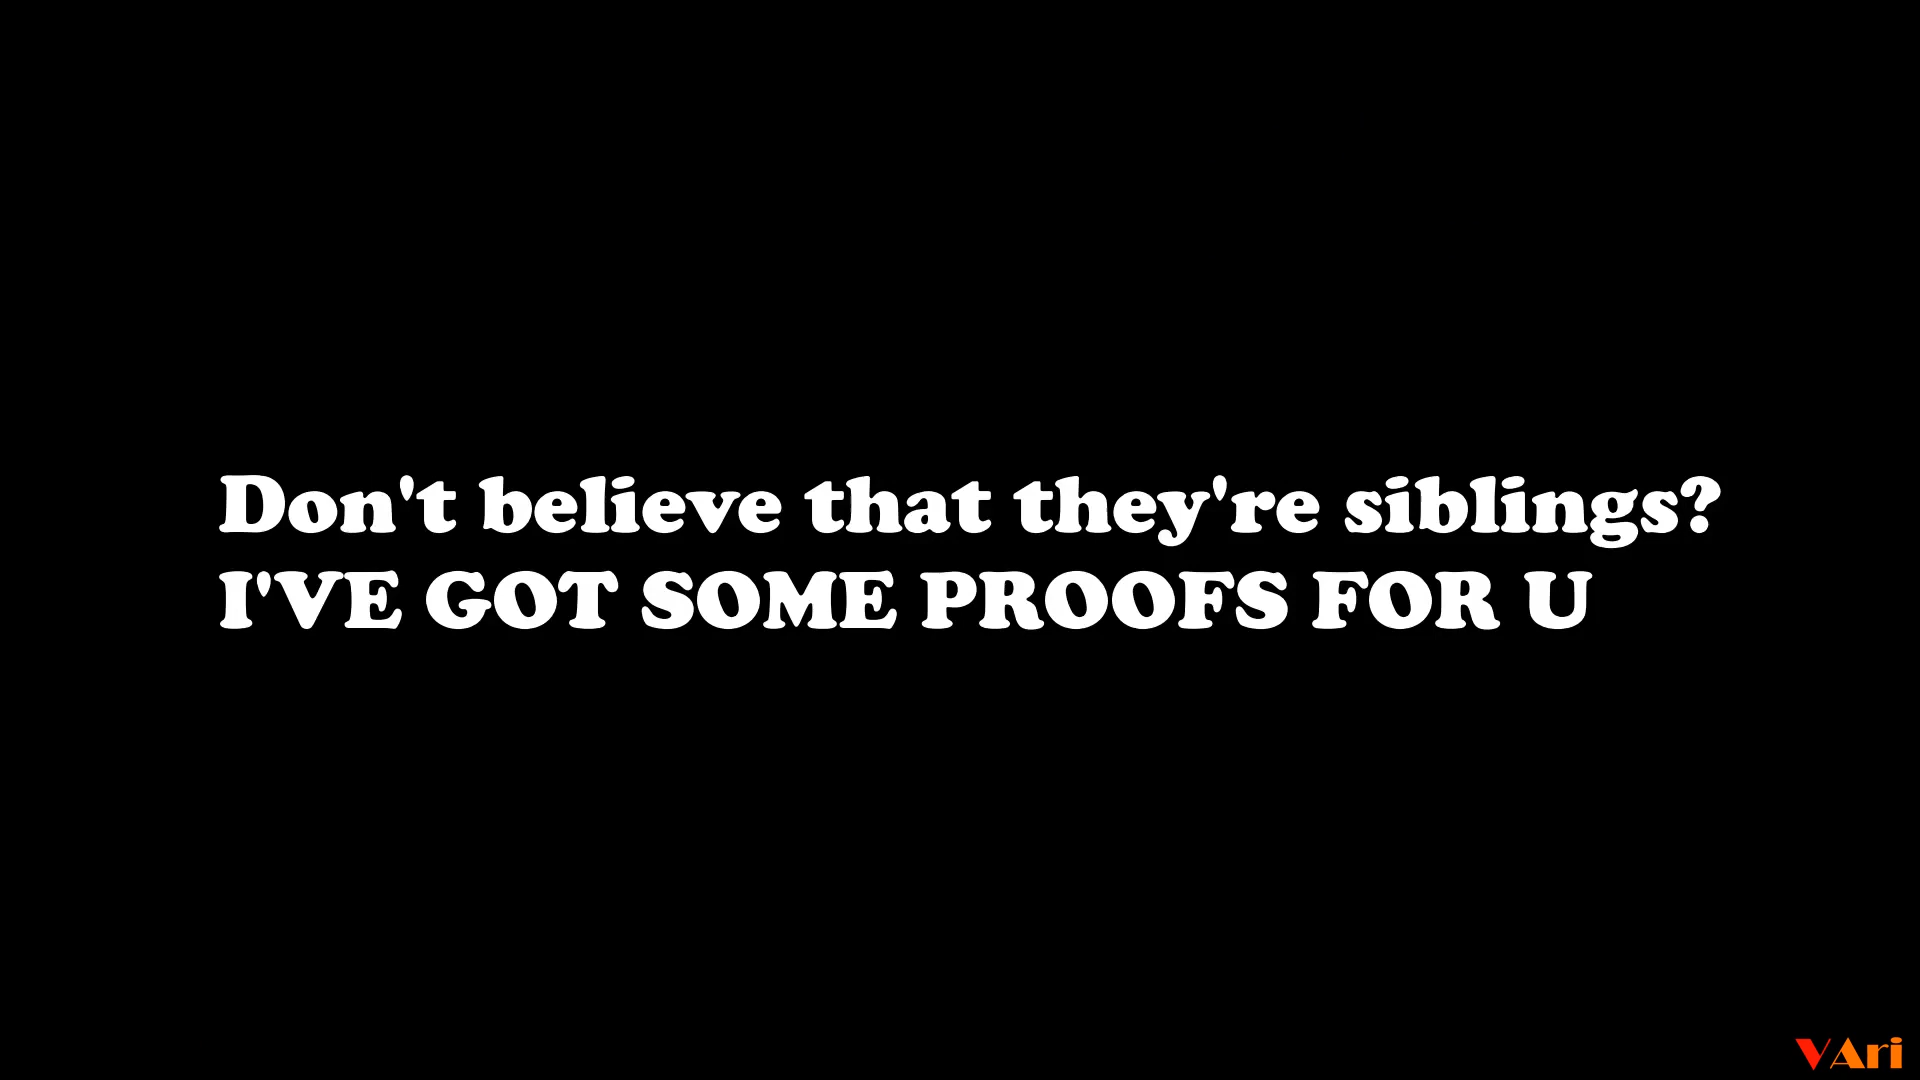 Don't believe that they're siblings?
I'VE GOT SOME PROOFS FOR U
VAri